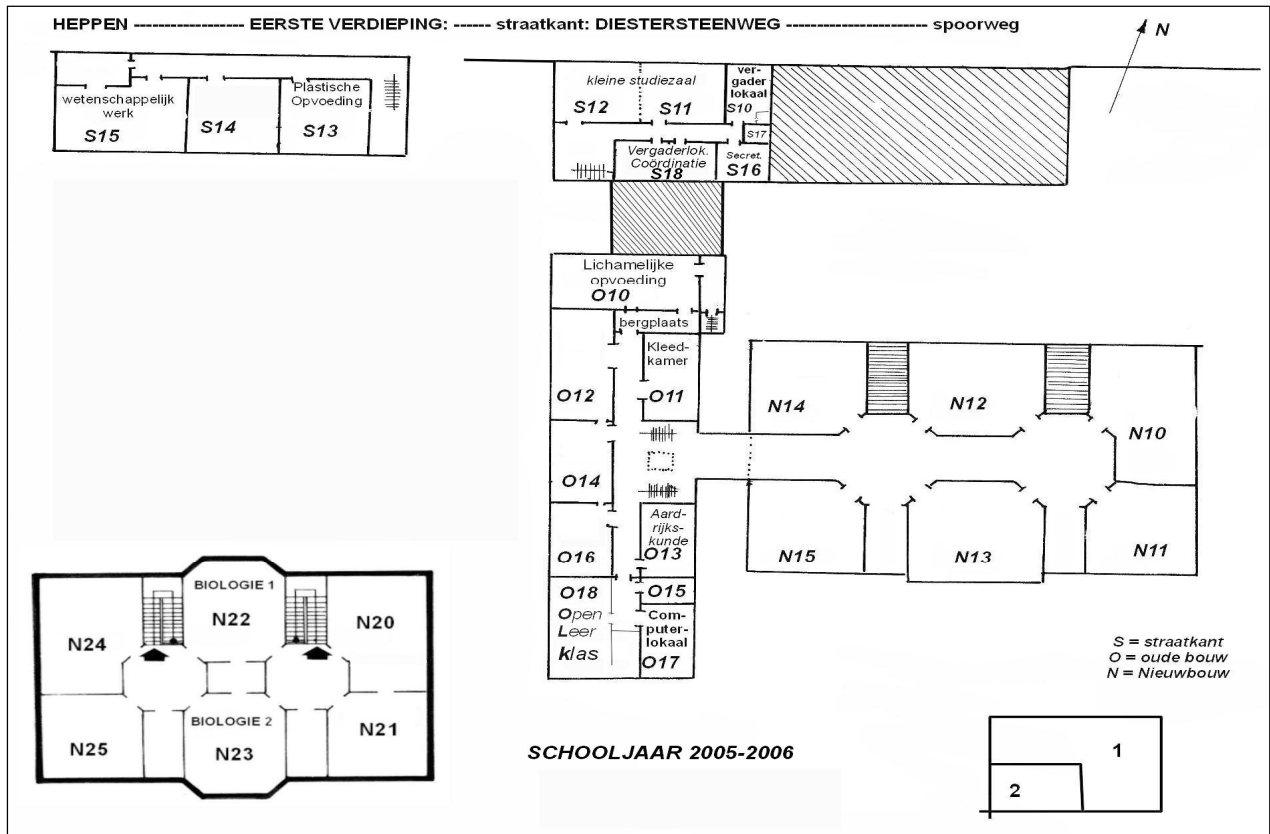 HEPPEN ------------------ EERSTE VERDIEPING: ------ straatkant: DIESTERSTEENWEG --------------------- spoorweg
N
wetenschappelijk
werk
S15
S14
Plastische
Opvoeding
S13
kleine studiezaal
S12
S11
ver-
gader
lokaal
S10
S17
Vergaderlok.
Coördinatie
S18
Secret.
S16
Lichamelijke
opvoeding
O10
bergplaats
Kleed-
kamer
O12
O11
O14
Aard-
rijks-
kunde
O16
O13
O18
O15
Open
Leer
klas
Com-
puter-
lokaal
O17
N14
N12
N10
N15
N13
N11
BIOLOGIE 1
N22
N20
N24
BIOLOGIE 2
N23
N21
N25
S = straatkant
O = oude bouw
N = Nieuwbouw
SCHOOLJAAR 2005-2006
1
2